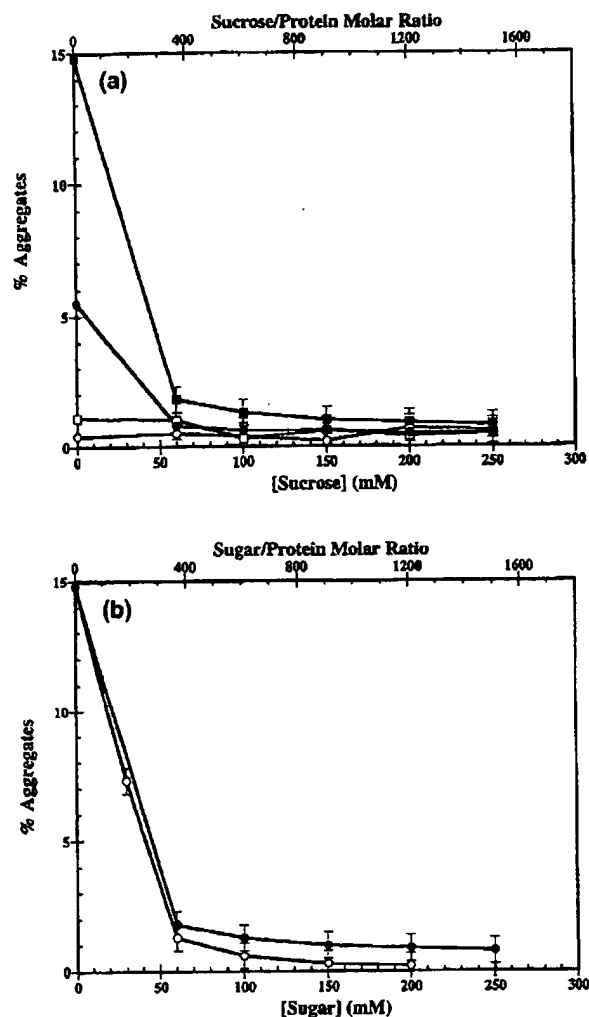 Sucrose/Protein Molar Ratio
0 400 800 1200 1600
(a)
15
10
5
0
% Aggregates
0 50 100 150 200 250 300
[Sucrose] (mM)
Sugar/Protein Molar Ratio
0 400 800 1200 1600
(b)
15
10
5
0
% Aggregates
0 50 100 150 200 250 300
[Sugar] (mM)